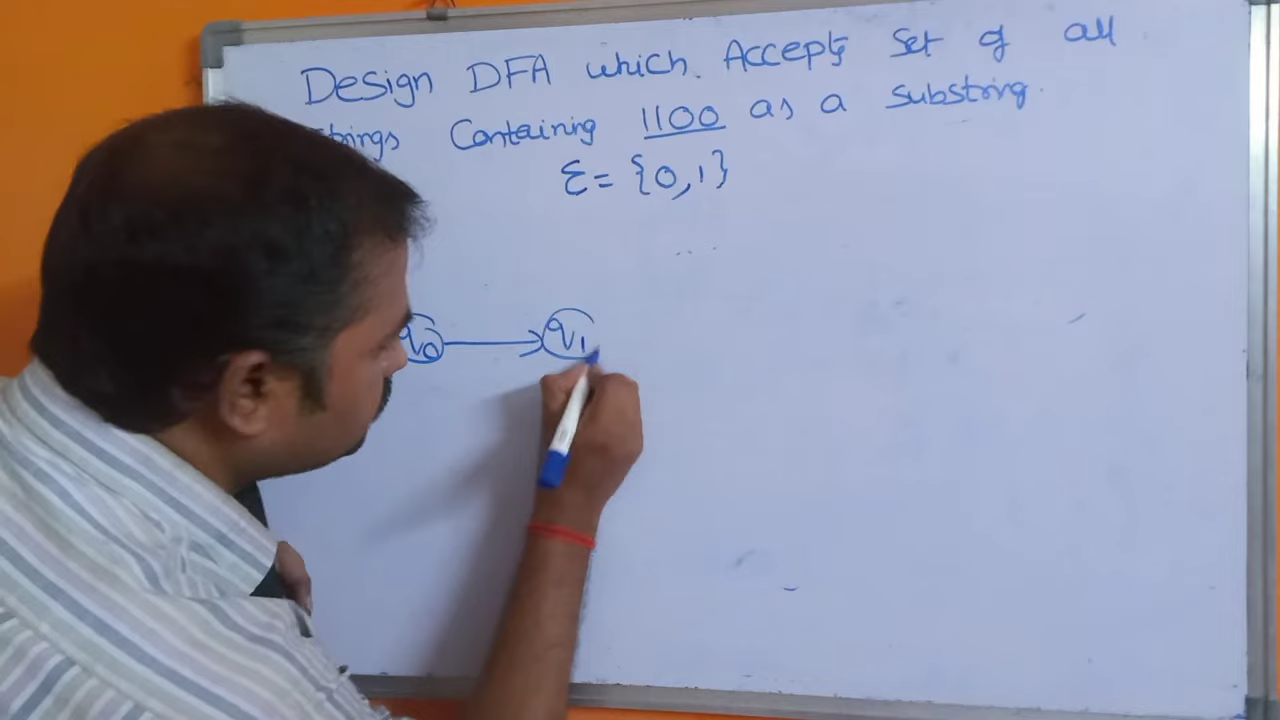 Design DFA which Accepts set of all
strings Containing 1100 as a substring.
Σ = {0,1}
q0 q1